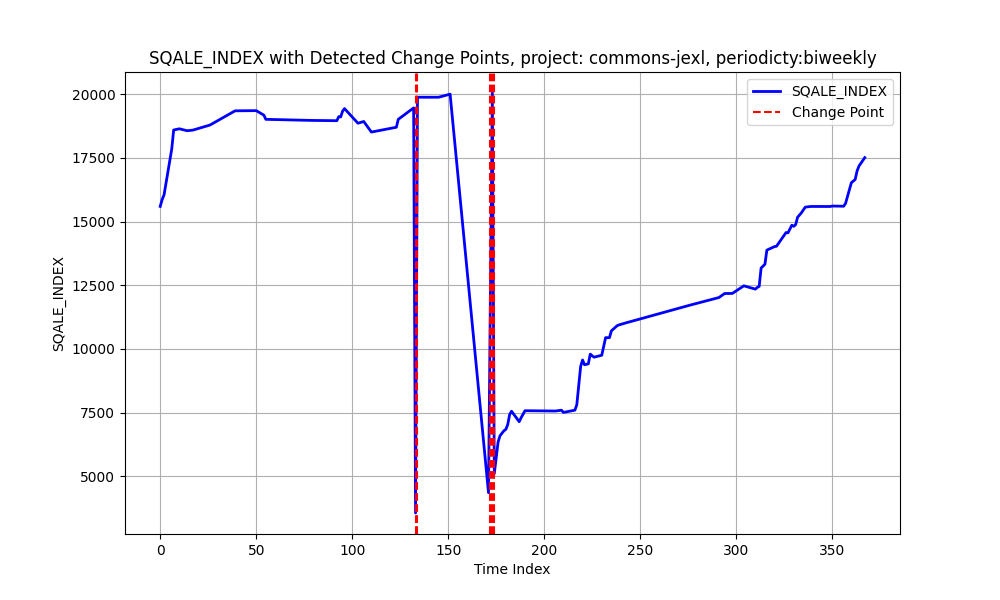 SQALE_INDEX with Detected Change Points, project: commons-jexl, periodicty:biweekly
SQALE_INDEX
Change Point
20000
17500
15000
12500
10000
7500
5000
SQALE_INDEX
0 50 100 150 200 250 300 350
Time Index